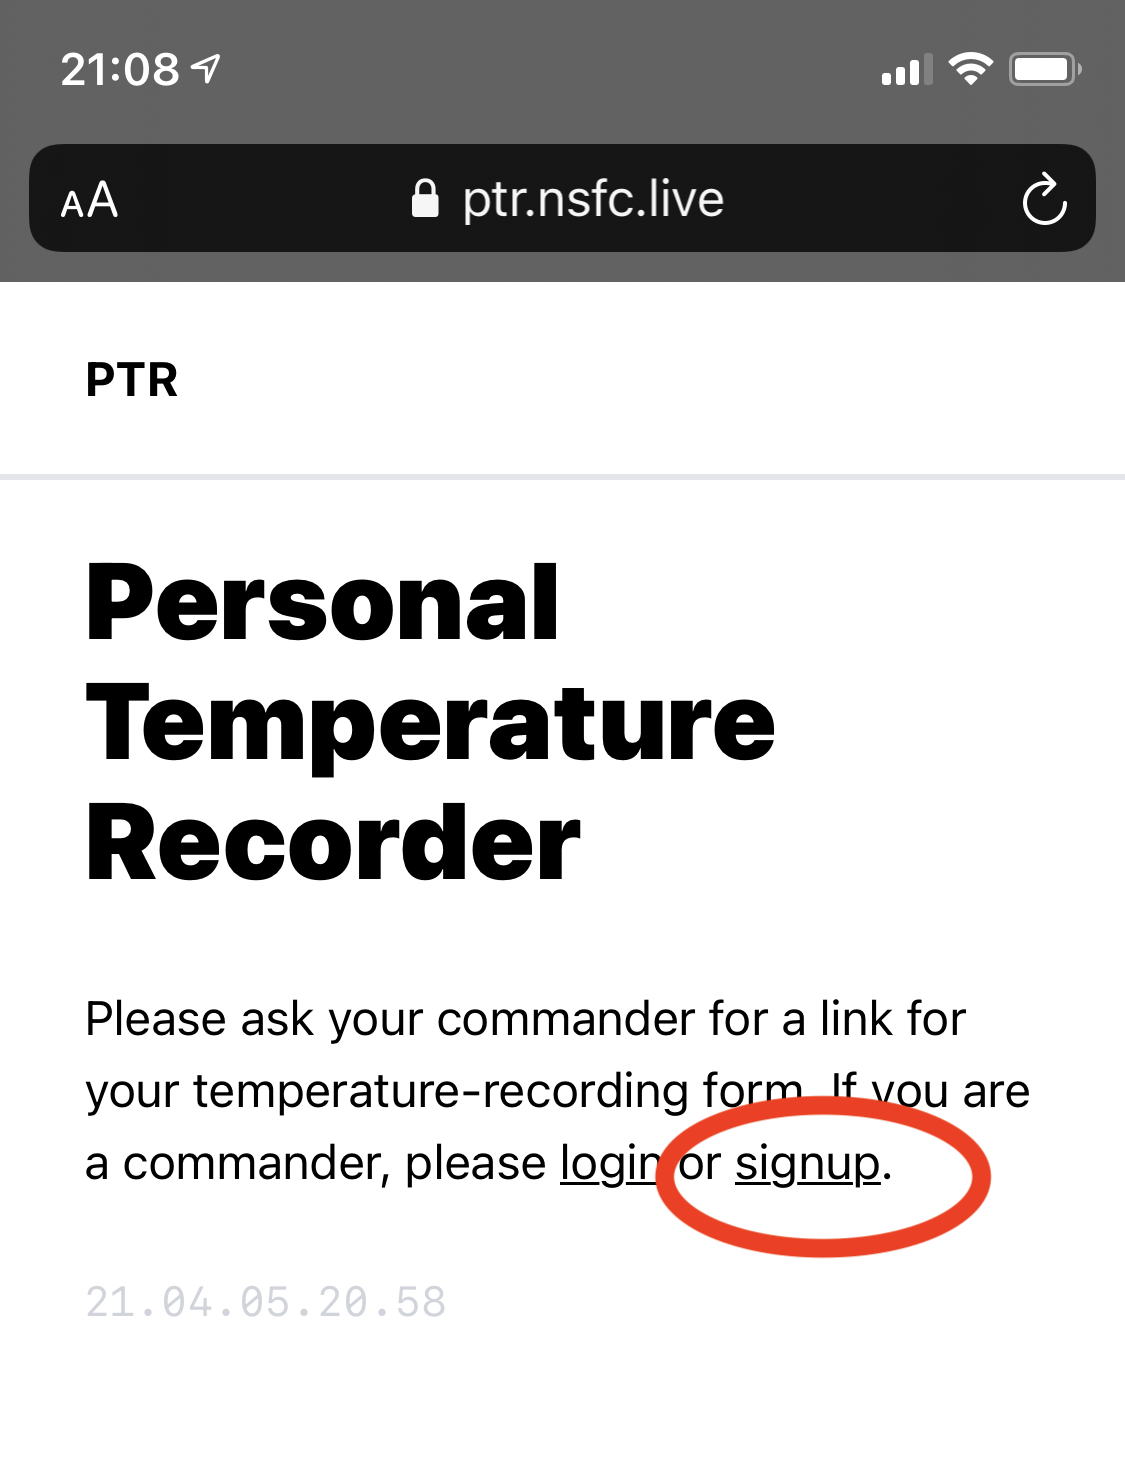 21:08
AA ptr.nsfc.live
PTR
Personal
Temperature
Recorder
Please ask your commander for a link for
your temperature-recording form. If you are
a commander, please login or signup.
21.04.05.20.58